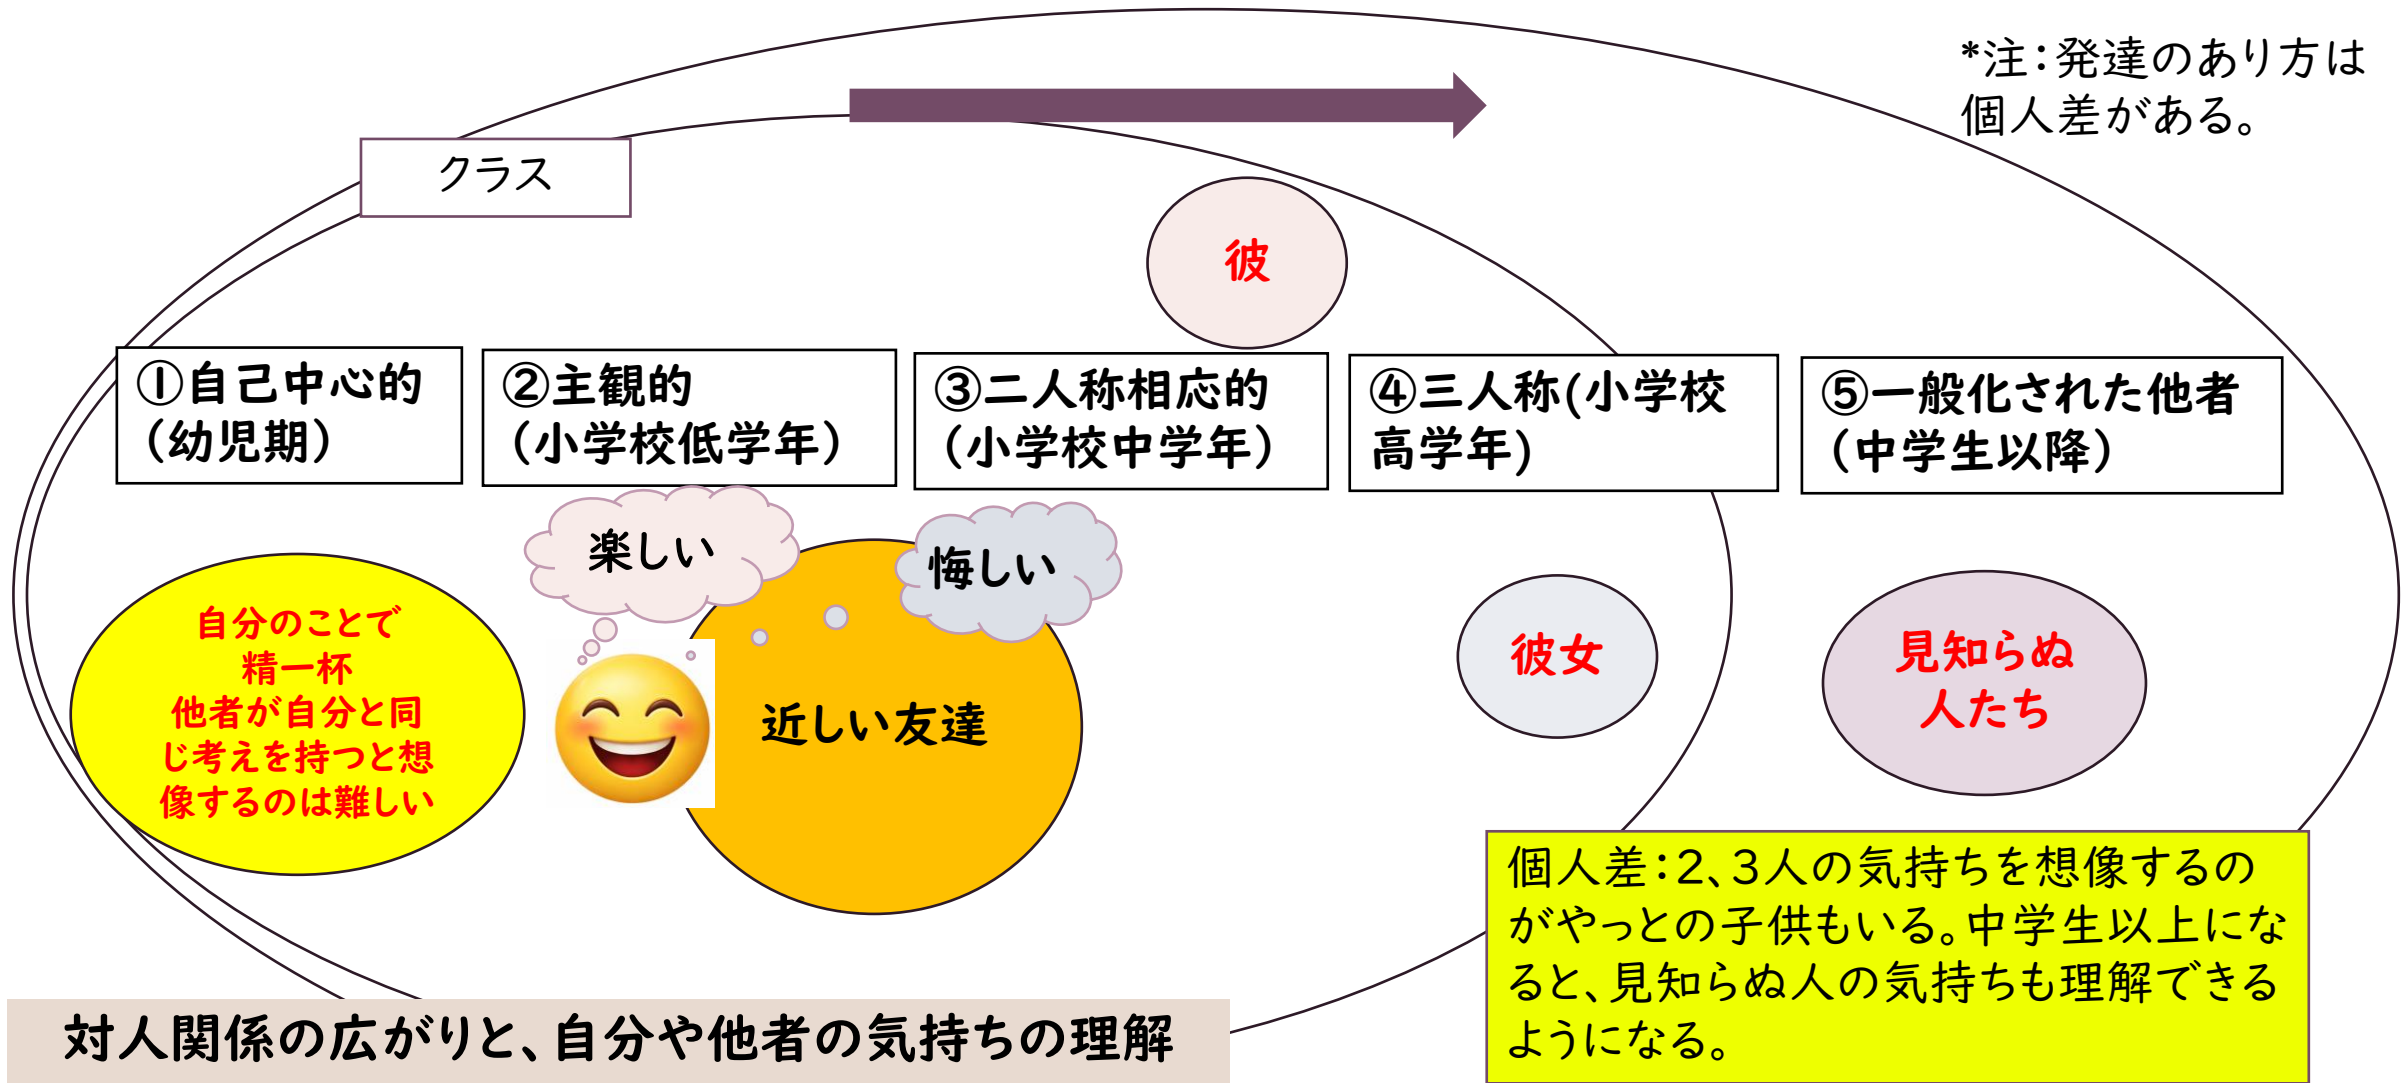 *注：発達のあり方は
個人差がある。
クラス
彼
①自己中心的
（幼児期）
②主観的
（小学校低学年）
③二人称相応的
（小学校中学年）
④三人称(小学校
高学年)
⑤一般化された他者
（中学生以降）
楽しい
悔しい
自分のことで
精一杯
他者が自分と同
じ考えを持つと想
像するのは難しい
近しい友達
彼女
見知らぬ
人たち
個人差：2、3人の気持ちを想像するの
がやっとの子供もいる。中学生以上にな
ると、見知らぬ人の気持ちも理解できる
ようになる。
対人関係の広がりと、自分や他者の気持ちの理解